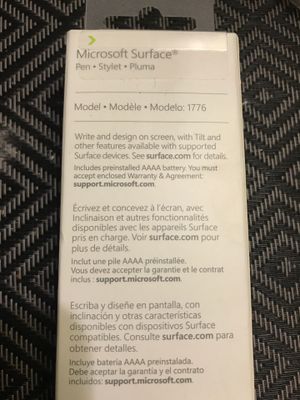 Microsoft Surface®
Pen • Stylet • Pluma
Model • Modèle • Modelo: 1776
Write and design on screen, with Tilt and
other features available with supported
Surface devices. See surface.com for details.
Includes preinstalled AAAA battery. You must
accept enclosed Warranty & Agreement:
support.microsoft.com.
Écrivez et concevez à l'écran, avec
Inclinaison et autres fonctionnalités
disponibles avec les appareils Surface
pris en charge. Voir surface.com pour
plus de détails.
Inclut une pile AAAA préinstallée.
Vous devez accepter la garantie et le contrat
inclus : support.microsoft.com.
Escriba y diseñe en pantalla, con
inclinación y otras características
disponibles con dispositivos Surface
compatibles. Consulte surface.com para
obtener detalles.
Incluye batería AAAA preinstalada.
Debe aceptar la garantía y el contrato
incluidos: support.microsoft.com.